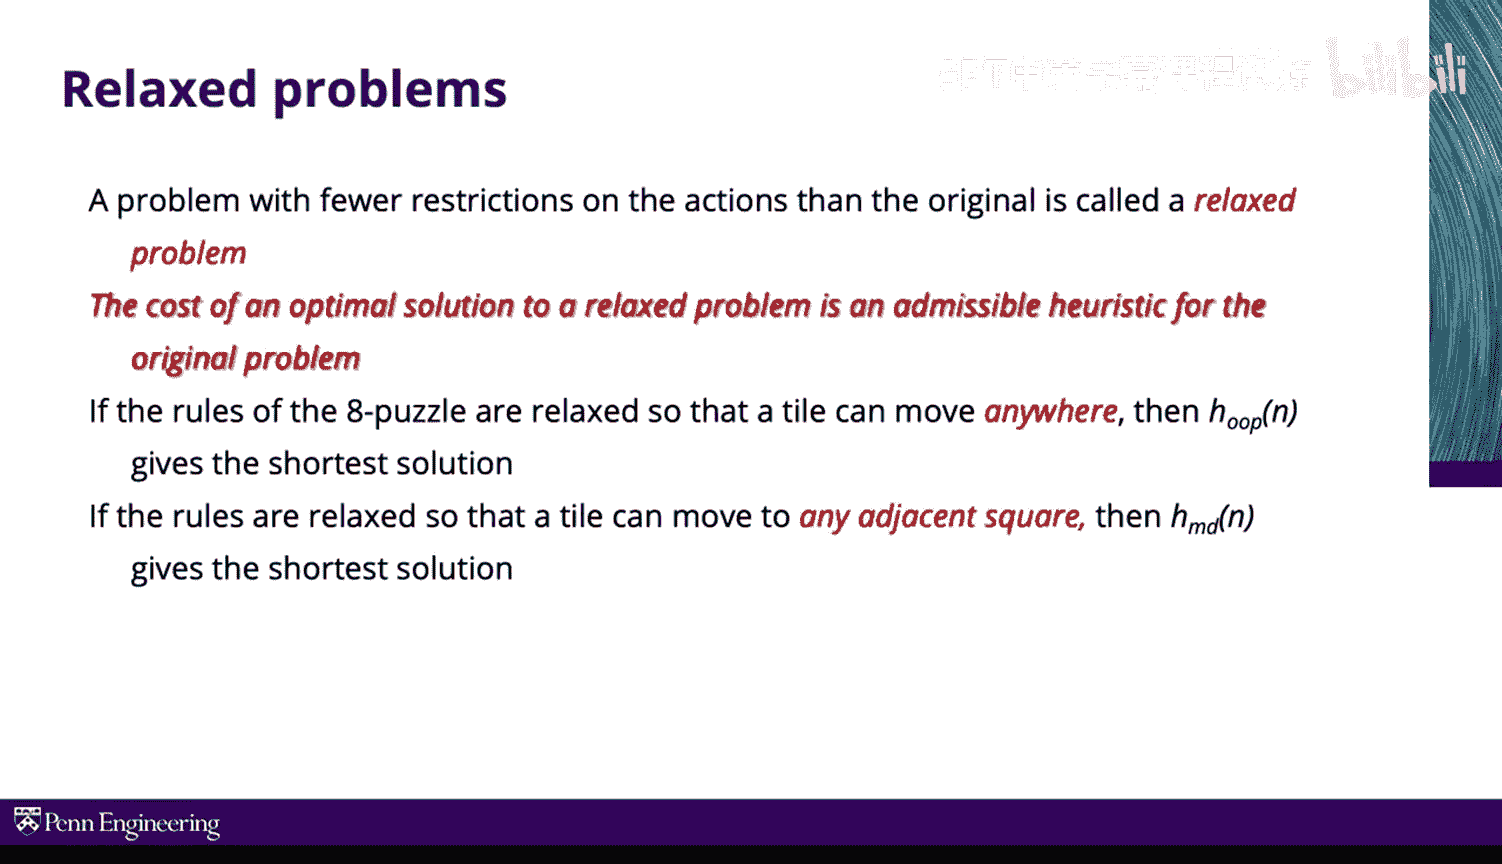 Relaxed problems
bilibili
A problem with fewer restrictions on the actions than the original is called a relaxed
problem
The cost of an optimal solution to a relaxed problem is an admissible heuristic for the
original problem
If the rules of the 8-puzzle are relaxed so that a tile can move anywhere, then hoop(n)
gives the shortest solution
If the rules are relaxed so that a tile can move to any adjacent square, then hmd(n)
gives the shortest solution
Penn Engineering